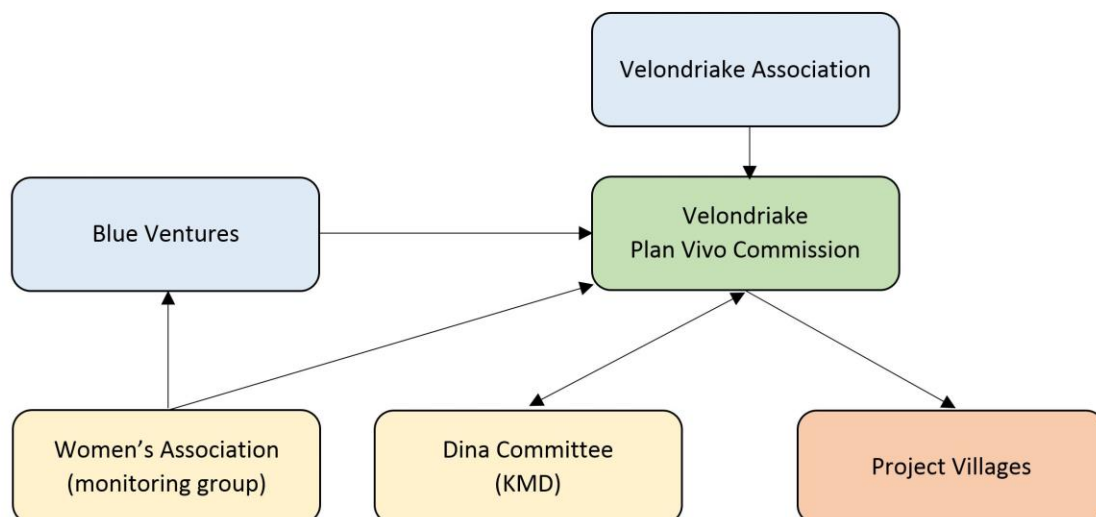 Velondriake Association
Blue Ventures
Velondriake
Plan Vivo Commission
Women’s Association
(monitoring group)
Dina Committee
(KMD)
Project Villages